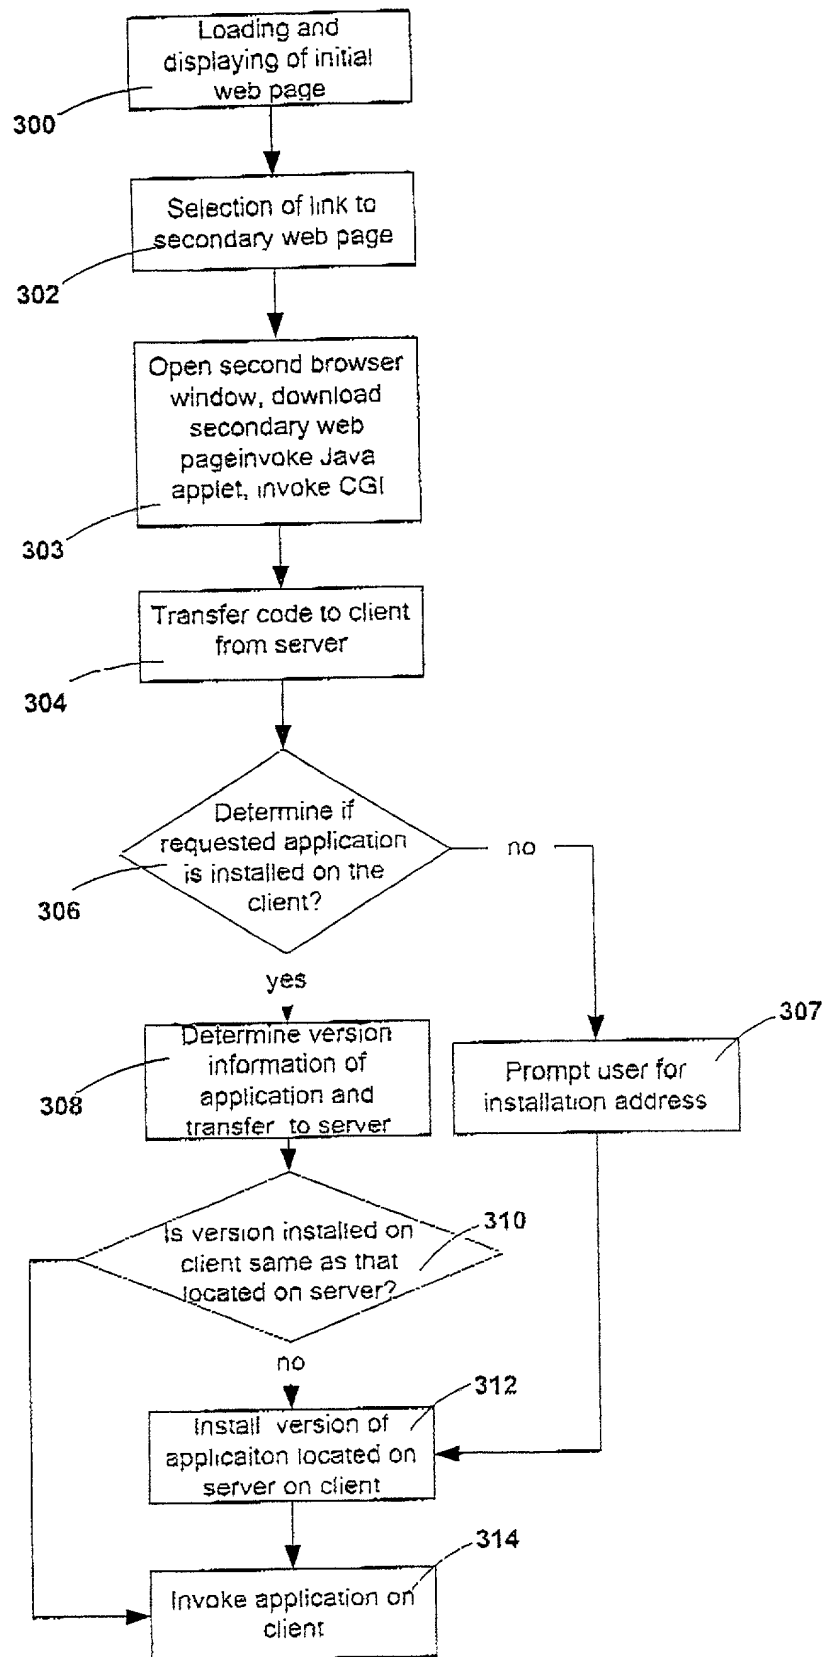 Loading and
displaying of initial
web page
300
Selection of link to
secondary web page
302
Open second browser
window, download
secondary web
pageinvoke Java
applet, invoke CGI
303
Transfer code to client
from server
304
Determine if
requested application
is installed on the
client?
306
no
yes
307
Prompt user for
installation address
Determine version
information of
application and
transfer to server
308
Is version installed on
client same as that
located on server?
310
no
312
Install version of
applicaiton located on
server on client
314
Invoke application on
client